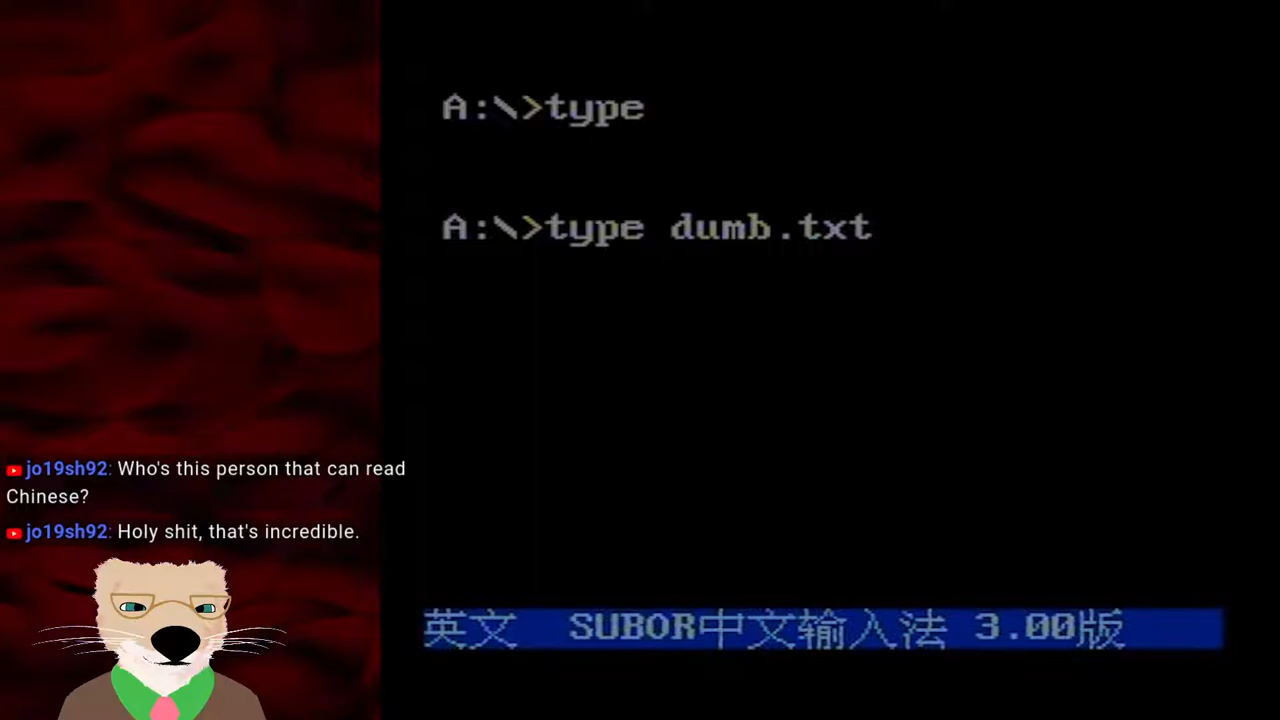 A:\>type
A:\>type dumb.txt
jo19sh92: Who's this person that can read
Chinese?
jo19sh92: Holy shit, that's incredible.
英文 SUBOR中文输入法 3.00版